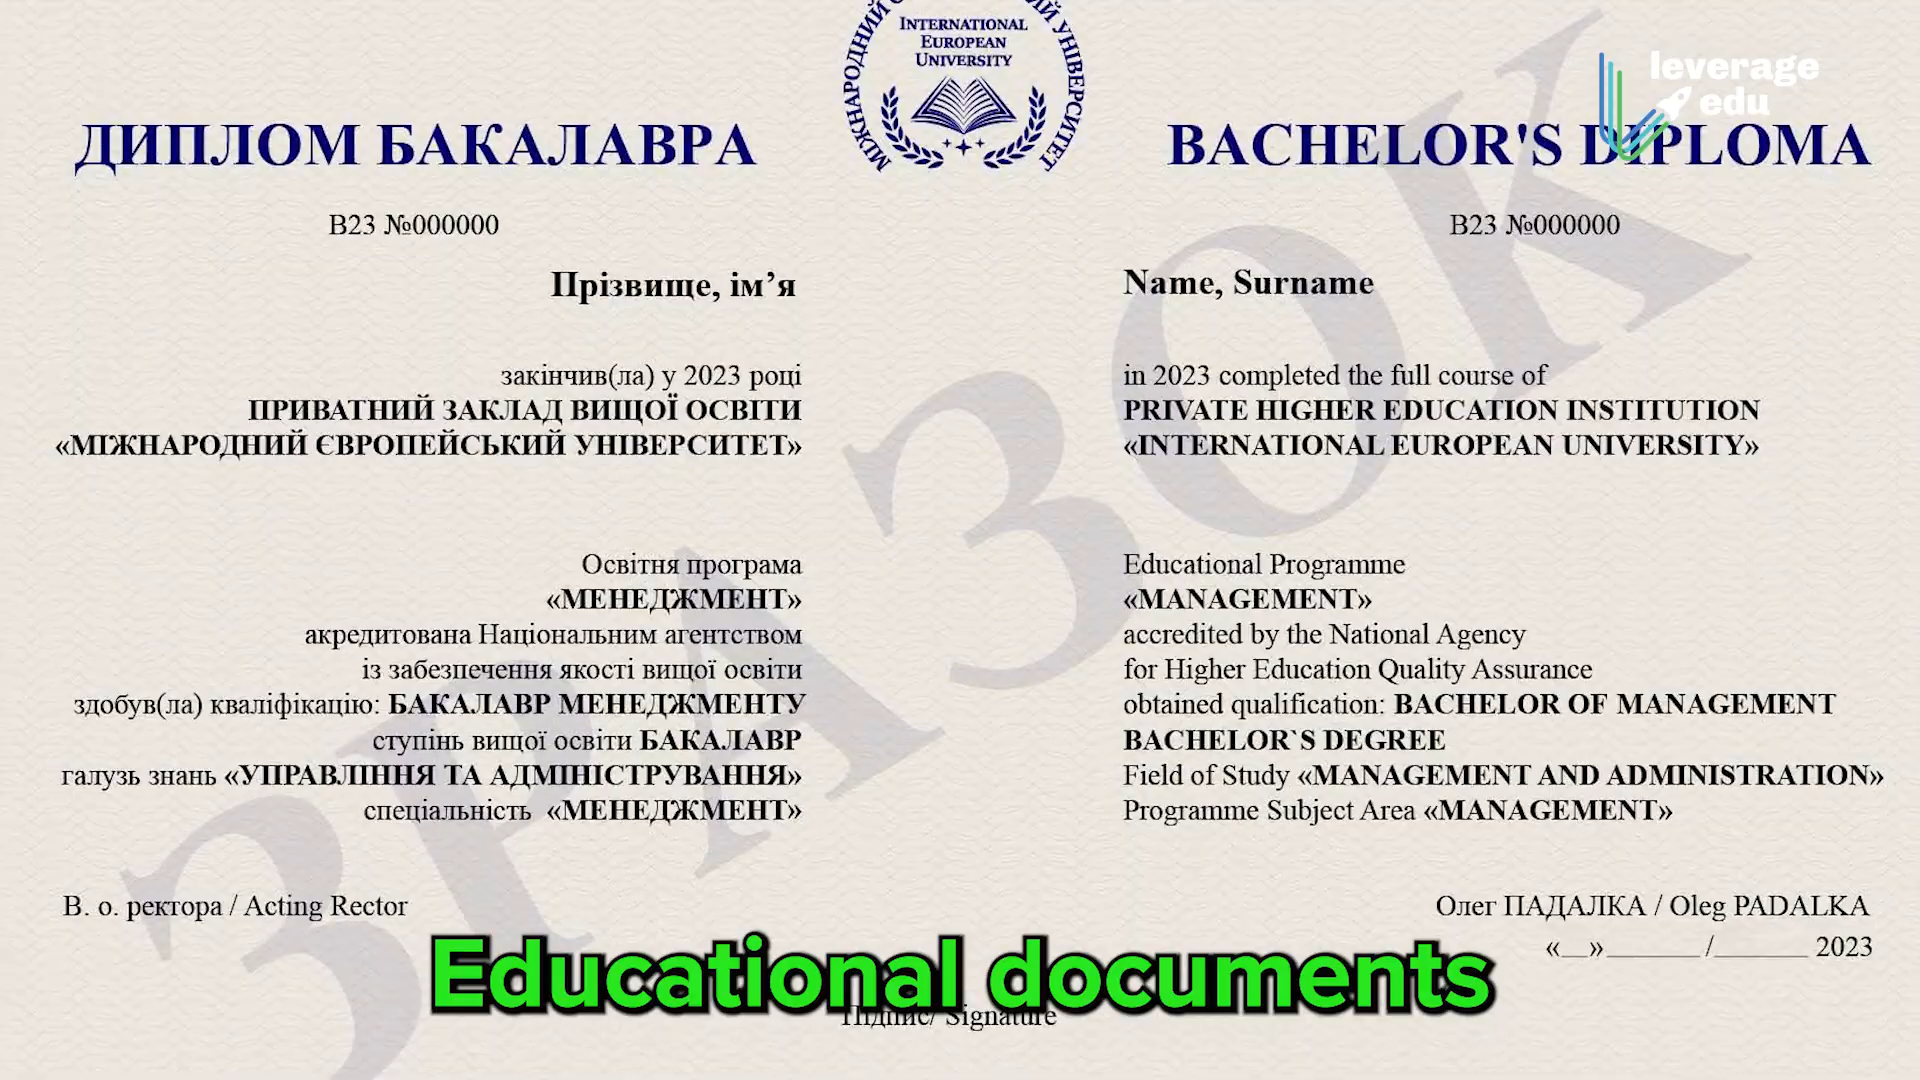 INTERNATIONAL
EUROPEAN
UNIVERSITY
leverage
edu
ДИПЛОМ БАКАЛАВРА
В23 №000000
Прізвище, ім’я
закінчив(ла) у 2023 році
ПРИВАТНИЙ ЗАКЛАД ВИЩОЇ ОСВІТИ
«МІЖНАРОДНИЙ ЄВРОПЕЙСЬКИЙ УНІВЕРСИТЕТ»
Освітня програма
«МЕНЕДЖМЕНТ»
акредитована Національним агентством
із забезпечення якості вищої освіти
здобув(ла) кваліфікацію: БАКАЛАВР МЕНЕДЖМЕНТУ
ступінь вищої освіти БАКАЛАВР
галузь знань «УПРАВЛІННЯ ТА АДМІНІСТРУВАННЯ»
спеціальність «МЕНЕДЖМЕНТ»
В. о. ректора / Acting Rector
BACHELOR'S DIPLOMA
B23 №000000
Name, Surname
in 2023 completed the full course of
PRIVATE HIGHER EDUCATION INSTITUTION
«INTERNATIONAL EUROPEAN UNIVERSITY»
Educational Programme
«MANAGEMENT»
accredited by the National Agency
for Higher Education Quality Assurance
obtained qualification: BACHELOR OF MANAGEMENT
BACHELOR`S DEGREE
Field of Study «MANAGEMENT AND ADMINISTRATION»
Programme Subject Area «MANAGEMENT»
Олег ПАДАЛКА / Oleg PADALKA
«__»_______ /_______ 2023
Підпис/ Signature
МІЖНАРОДНИЙ УНІВЕРСИТЕТ
ЗРАЗОК
Educational documents